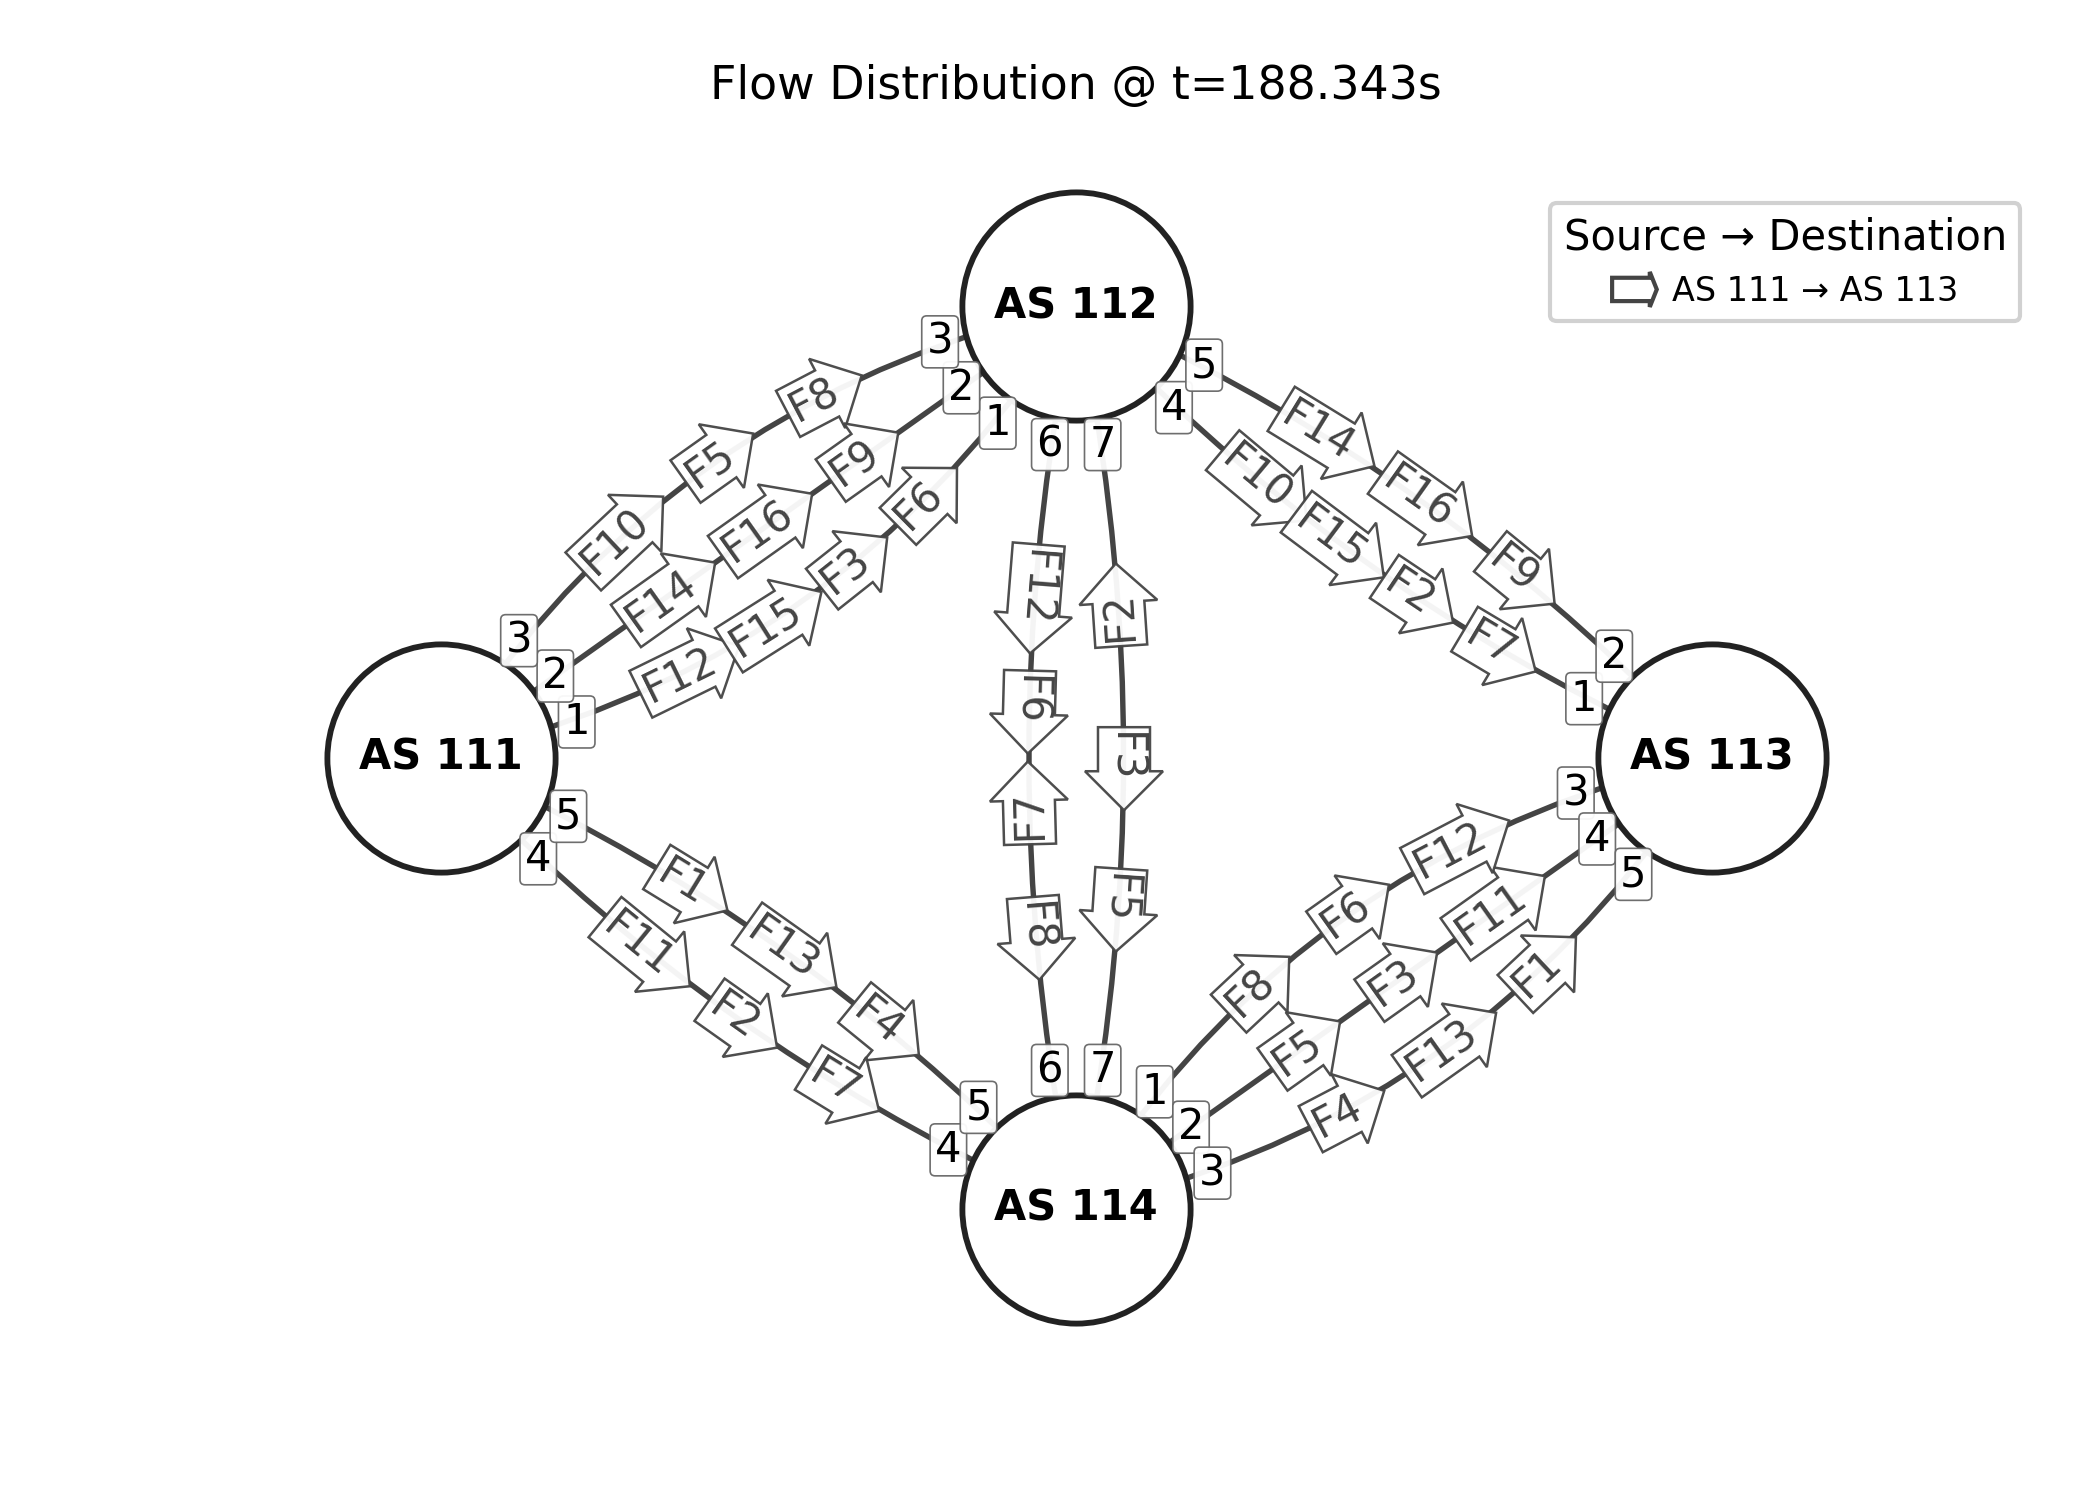 Flow Distribution @ t=188.343s
Source → Destination
AS 111 → AS 113
AS 112
3
2
1
6
7
4
5
F8
F5
F10
F9
F16
F14
F6
F3
F15
F12
F14
F16
F9
F10
F15
F2
F7
F12
F6
F7
F8
F2
F3
F5
3
2
1
AS 111
5
4
2
1
AS 113
3
4
5
F1
F13
F4
F11
F2
F7
F12
F6
F8
F11
F3
F5
F1
F13
F4
6
7
5
4
1
2
3
AS 114